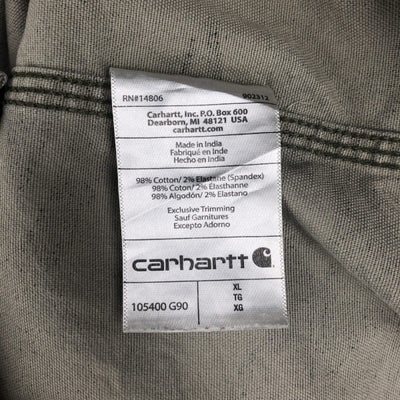 RN#14806 902312
Carhartt, Inc. P.O. Box 600
Dearborn, MI 48121 USA
carhartt.com
Made in India
Fabriqué en Inde
Hecho en India
98% Cotton/ 2% Elastane (Spandex)
98% Coton/ 2% Élasthanne
98% Algodón/ 2% Elastano
Exclusive Trimming
Sauf Garnitures
Excepto Adorno
carhartt
105400 G90
XL
TG
XG